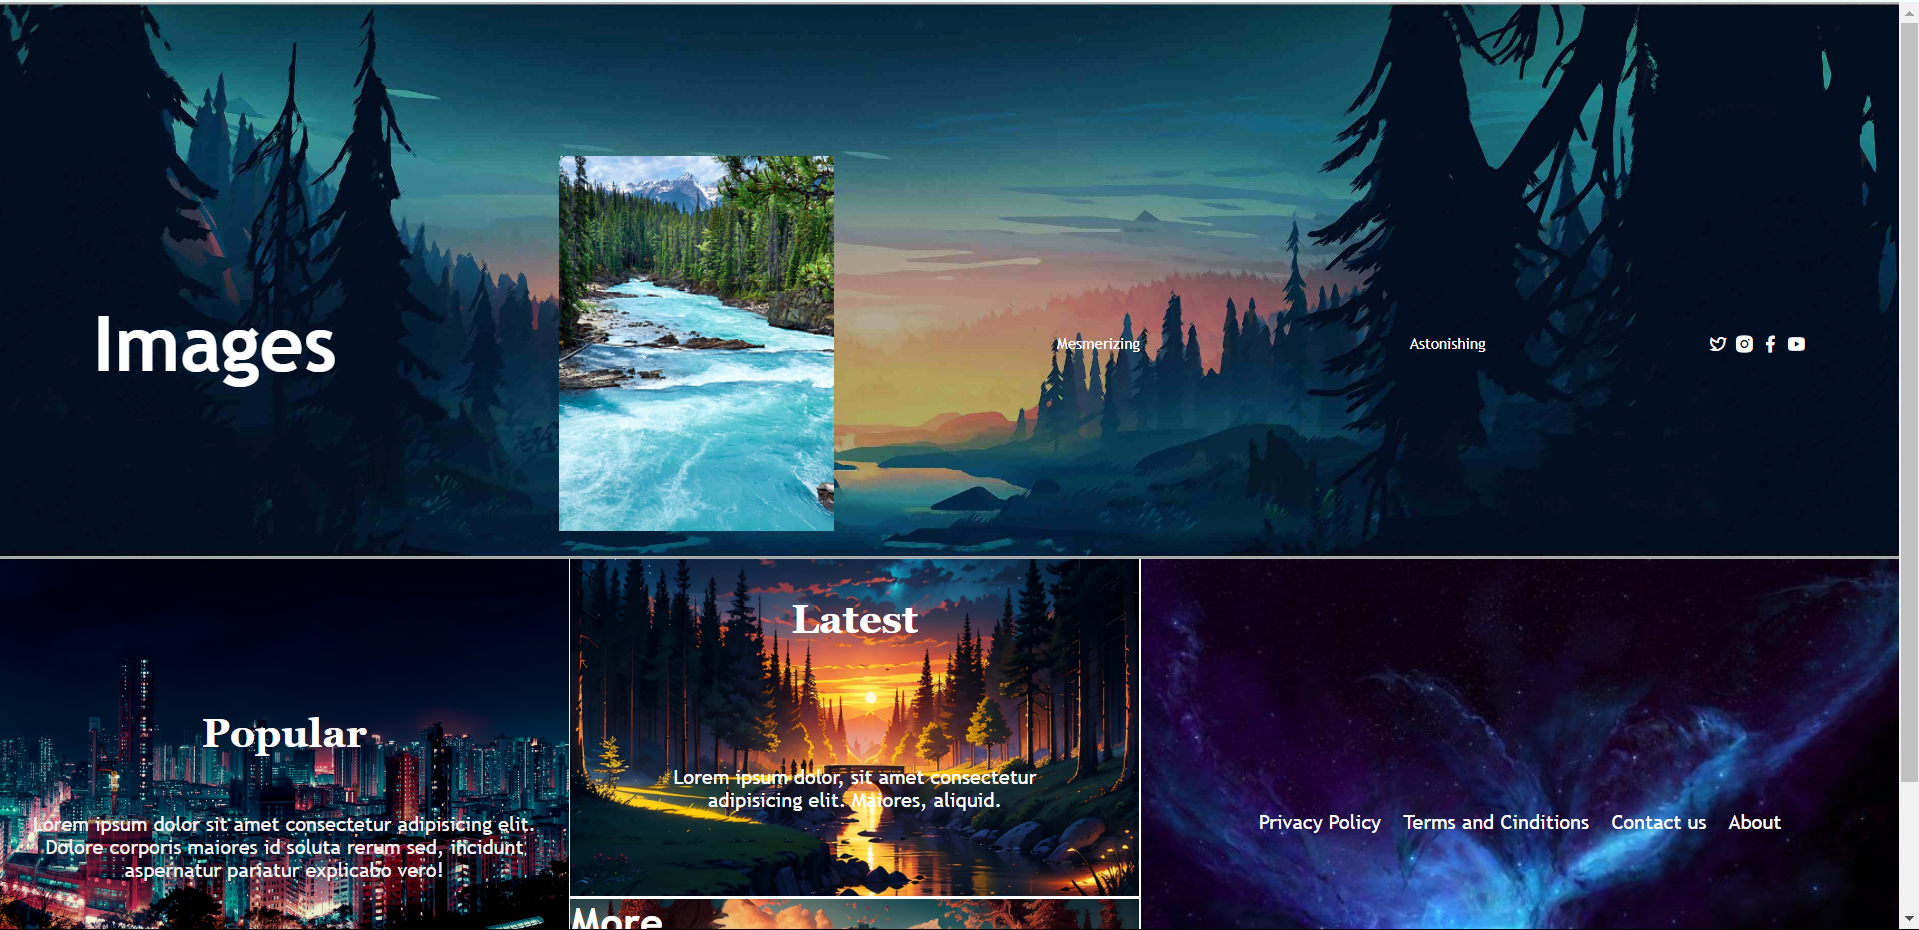 Images
Mesmerizing
Astonishing
Popular
Lorem ipsum dolor sit amet consectetur adipisicing elit.
Dolore corporis maiores id soluta rerum sed, incidunt
aspernatur pariatur explicabo vero!
Latest
Lorem ipsum dolor, sit amet consectetur
adipisicing elit. Maiores, aliquid.
More
Privacy Policy Terms and Cinditions Contact us About